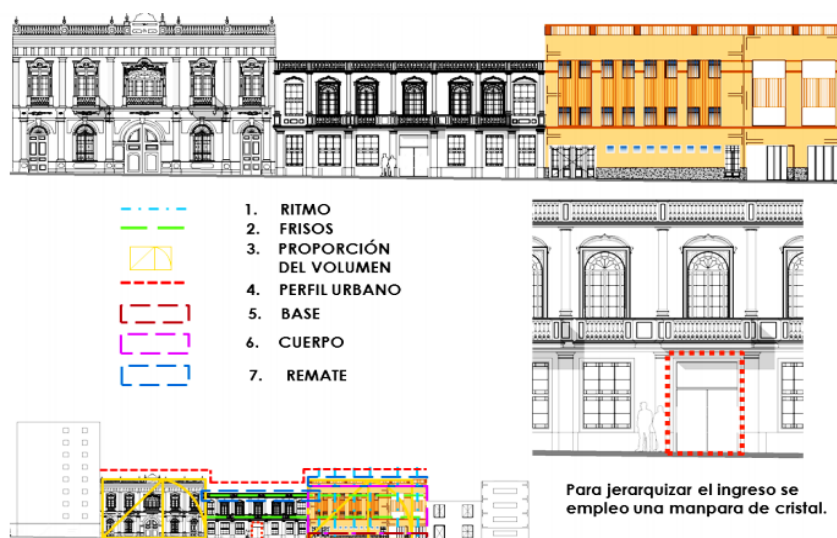 1. RITMO
2. FRISOS
3. PROPORCIÓN
DEL VOLUMEN
4. PERFIL URBANO
5. BASE
6. CUERPO
7. REMATE
Para jerarquizar el ingreso se
empleo una manpara de cristal.